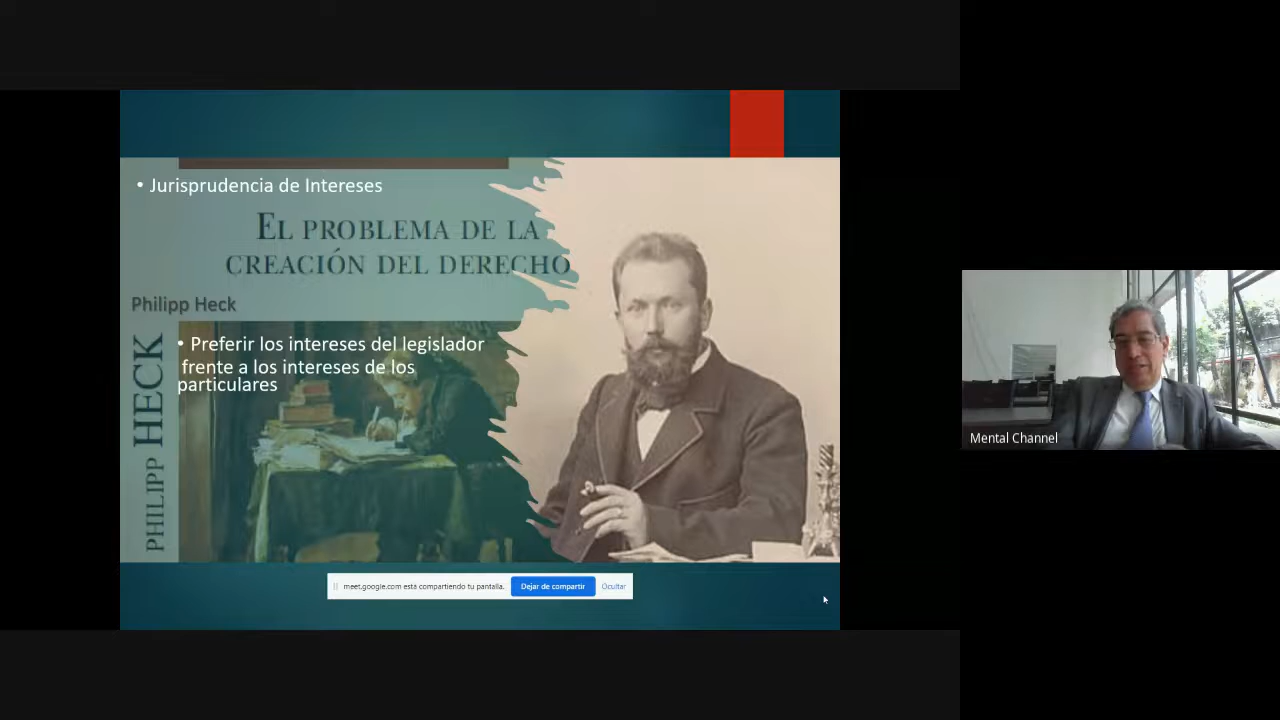 • Jurisprudencia de Intereses
EL PROBLEMA DE LA
CREACIÓN DEL DERECHO
Philipp Heck
PHILIPP HECK
• Preferir los intereses del legislador
frente a los intereses de los
particulares
meet.google.com está compartiendo tu pantalla.
Dejar de compartir
Ocultar
Mental Channel